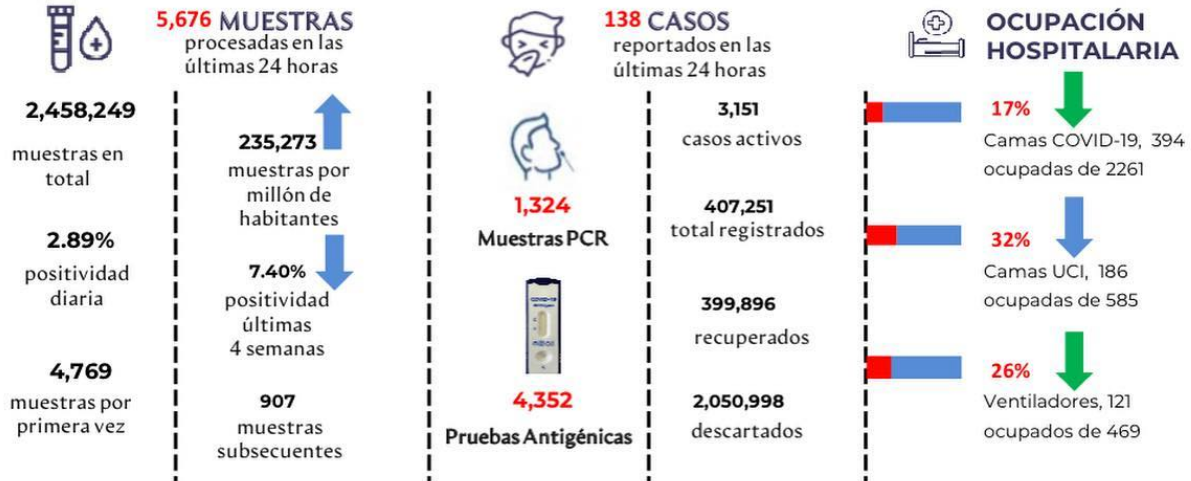 5,676 MUESTRAS
procesadas en las
últimas 24 horas
2,458,249
muestras en
total
2.89%
positividad
diaria
4,769
muestras por
primera vez
235,273
muestras por
millón de
habitantes
7.40%
positividad
últimas
4 semanas
907
muestras
subsecuentes
138 CASOS
reportados en las
últimas 24 horas
1,324
Muestras PCR
4,352
Pruebas Antigénicas
3,151
casos activos
407,251
total registrados
399,896
recuperados
2,050,998
descartados
OCUPACIÓN
HOSPITALARIA
17%
Camas COVID-19, 394
ocupadas de 2261
32%
Camas UCI, 186
ocupadas de 585
26%
Ventiladores, 121
ocupados de 469